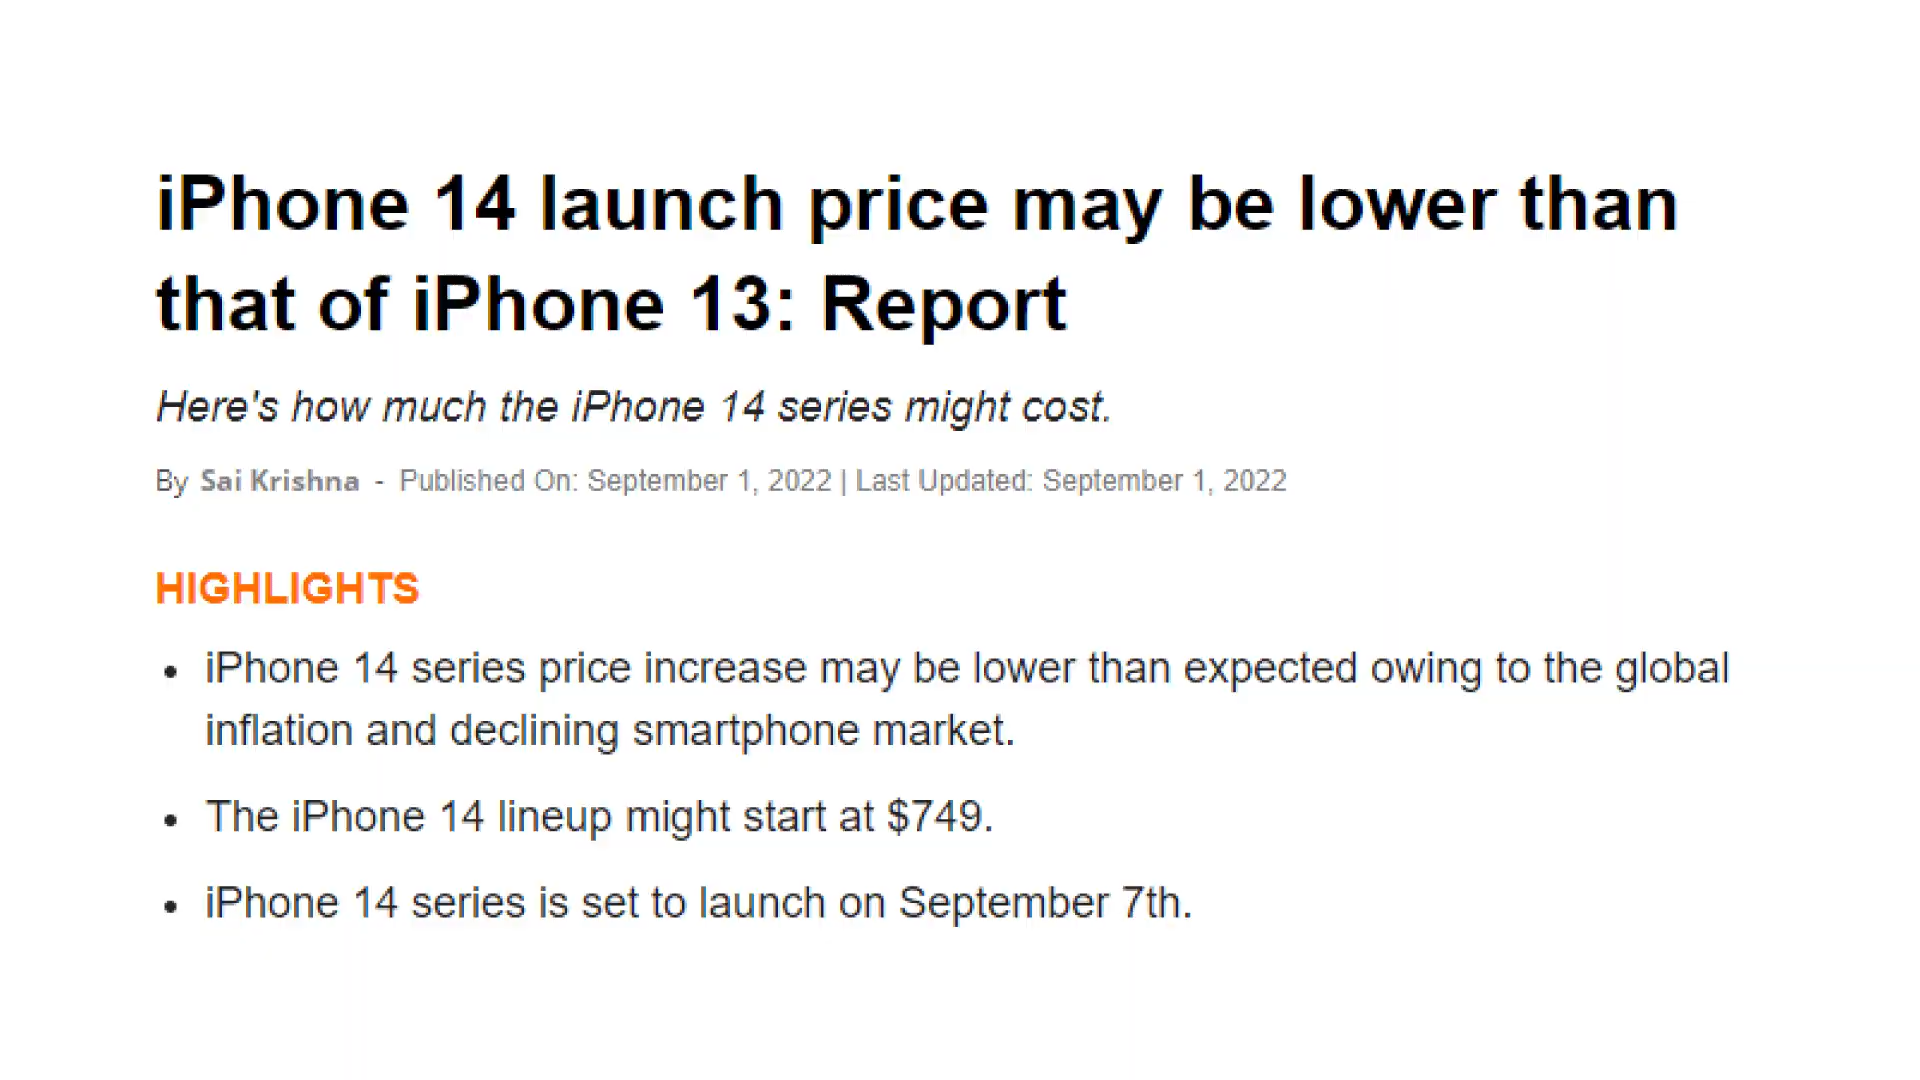 iPhone 14 launch price may be lower than
that of iPhone 13: Report
Here's how much the iPhone 14 series might cost.
By Sai Krishna - Published On: September 1, 2022 | Last Updated: September 1, 2022
HIGHLIGHTS
• iPhone 14 series price increase may be lower than expected owing to the global
inflation and declining smartphone market.
• The iPhone 14 lineup might start at $749.
• iPhone 14 series is set to launch on September 7th.